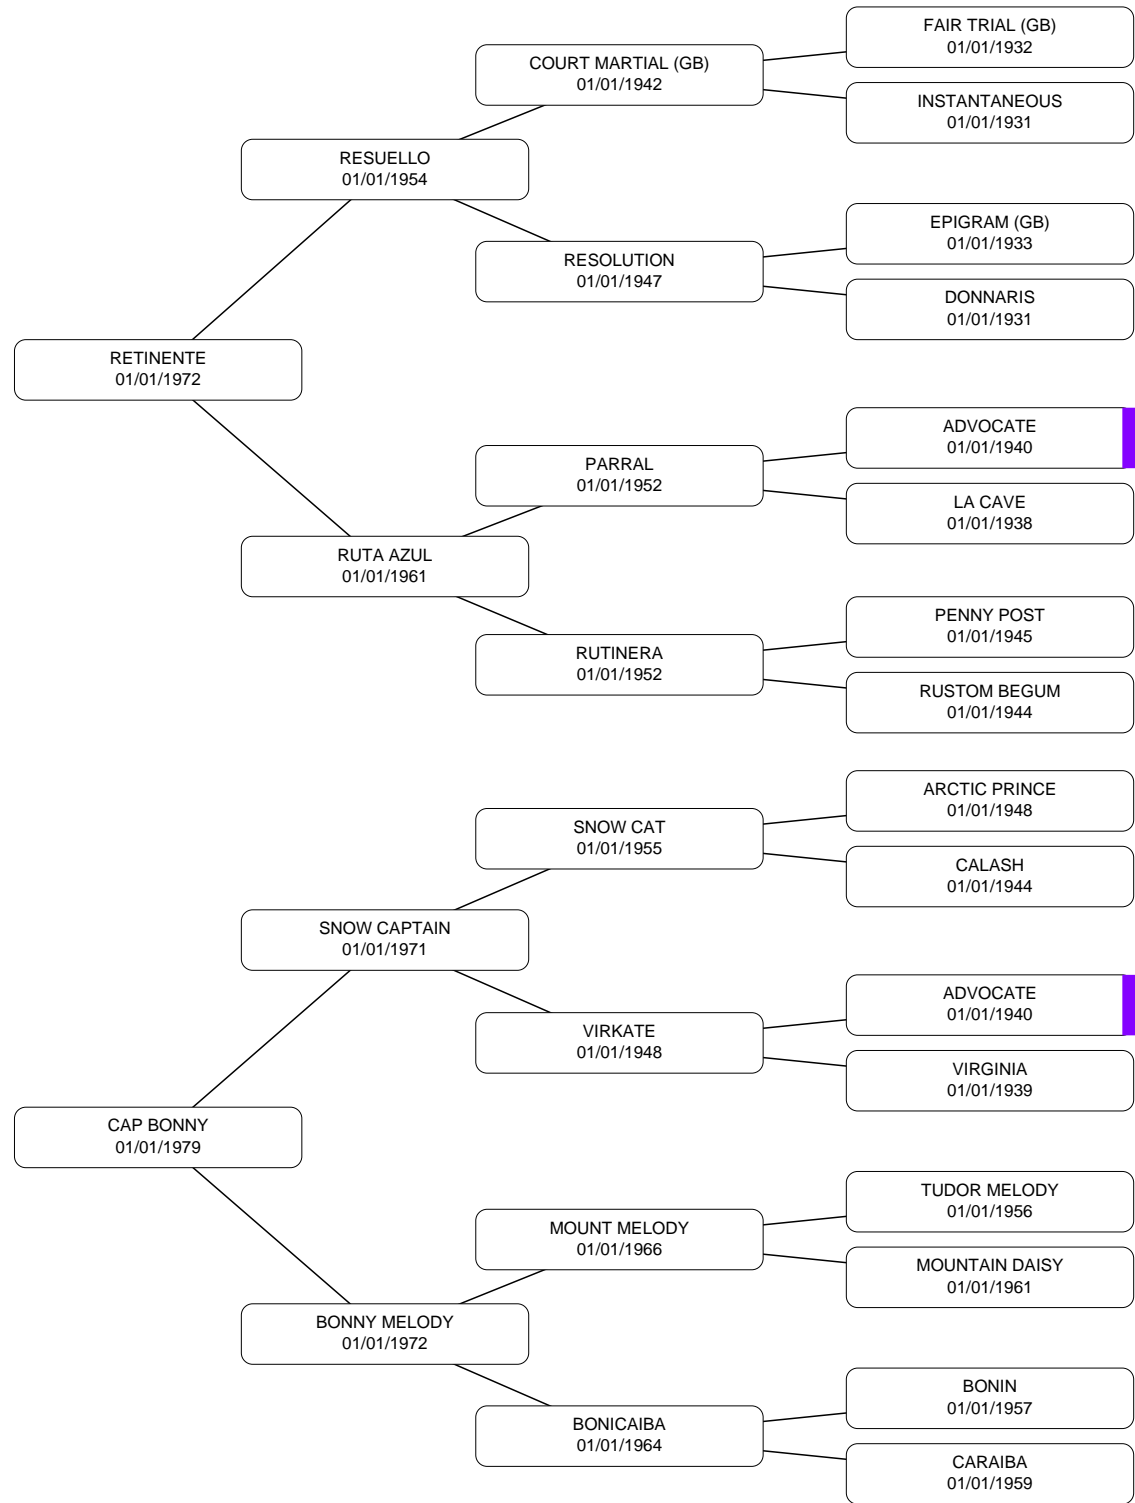 FAIR TRIAL (GB)
01/01/1932
COURT MARTIAL (GB)
01/01/1942
INSTANTANEOUS
01/01/1931
RESUELLO
01/01/1954
EPIGRAM (GB)
01/01/1933
RESOLUTION
01/01/1947
DONNARIS
01/01/1931
RETINENTE
01/01/1972
ADVOCATE
01/01/1940
PARRAL
01/01/1952
LA CAVE
01/01/1938
RUTA AZUL
01/01/1961
PENNY POST
01/01/1945
RUTINERA
01/01/1952
RUSTOM BEGUM
01/01/1944
ARCTIC PRINCE
01/01/1948
SNOW CAT
01/01/1955
CALASH
01/01/1944
SNOW CAPTAIN
01/01/1971
ADVOCATE
01/01/1940
VIRKATE
01/01/1948
VIRGINIA
01/01/1939
CAP BONNY
01/01/1979
TUDOR MELODY
01/01/1956
MOUNT MELODY
01/01/1966
MOUNTAIN DAISY
01/01/1961
BONNY MELODY
01/01/1972
BONIN
01/01/1957
BONICAIBA
01/01/1964
CARAIBA
01/01/1959